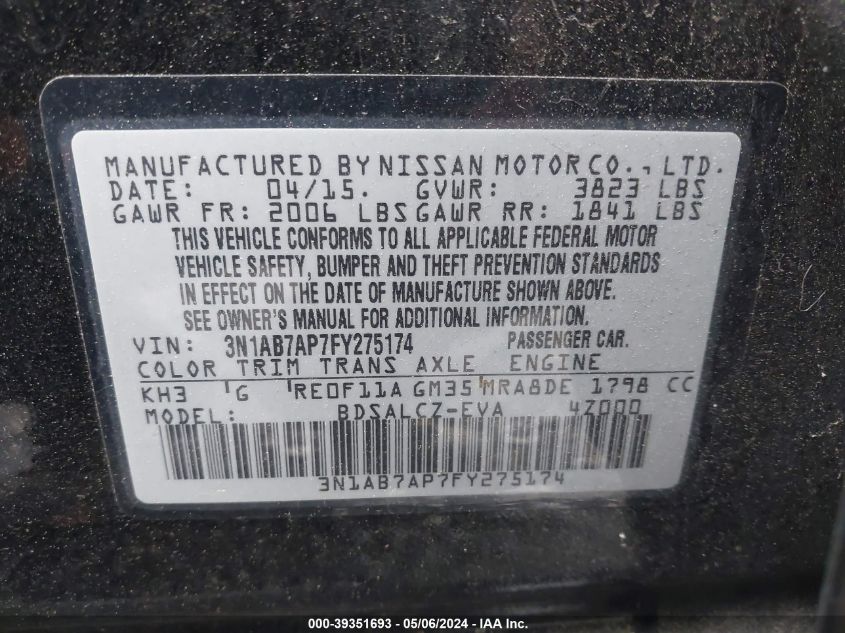 MANUFACTURED BY NISSAN MOTOR CO., LTD.
DATE: 04/15. GVWR: 3823 LBS
GAWR FR: 2006 LBS GAWR RR: 1841 LBS
THIS VEHICLE CONFORMS TO ALL APPLICABLE FEDERAL MOTOR
VEHICLE SAFETY, BUMPER AND THEFT PREVENTION STANDARDS
IN EFFECT ON THE DATE OF MANUFACTURE SHOWN ABOVE.
SEE OWNER'S MANUAL FOR ADDITIONAL INFORMATION.
VIN: 3N1AB7AP7FY275174 PASSENGER CAR.
COLOR TRIM TRANS AXLE ENGINE
KH3 G RE0F11A GM35 MRA8DE 1798 CC
MODEL: BDSALCZ-EVA 4Z000
3N1AB7AP7FY275174
000-39351693 - 05/06/2024 - IAA Inc.